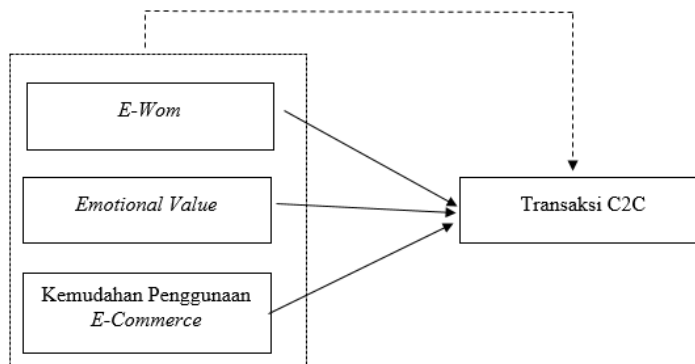 E-Wom
Emotional Value
Transaksi C2C
Kemudahan Penggunaan
E-Commerce